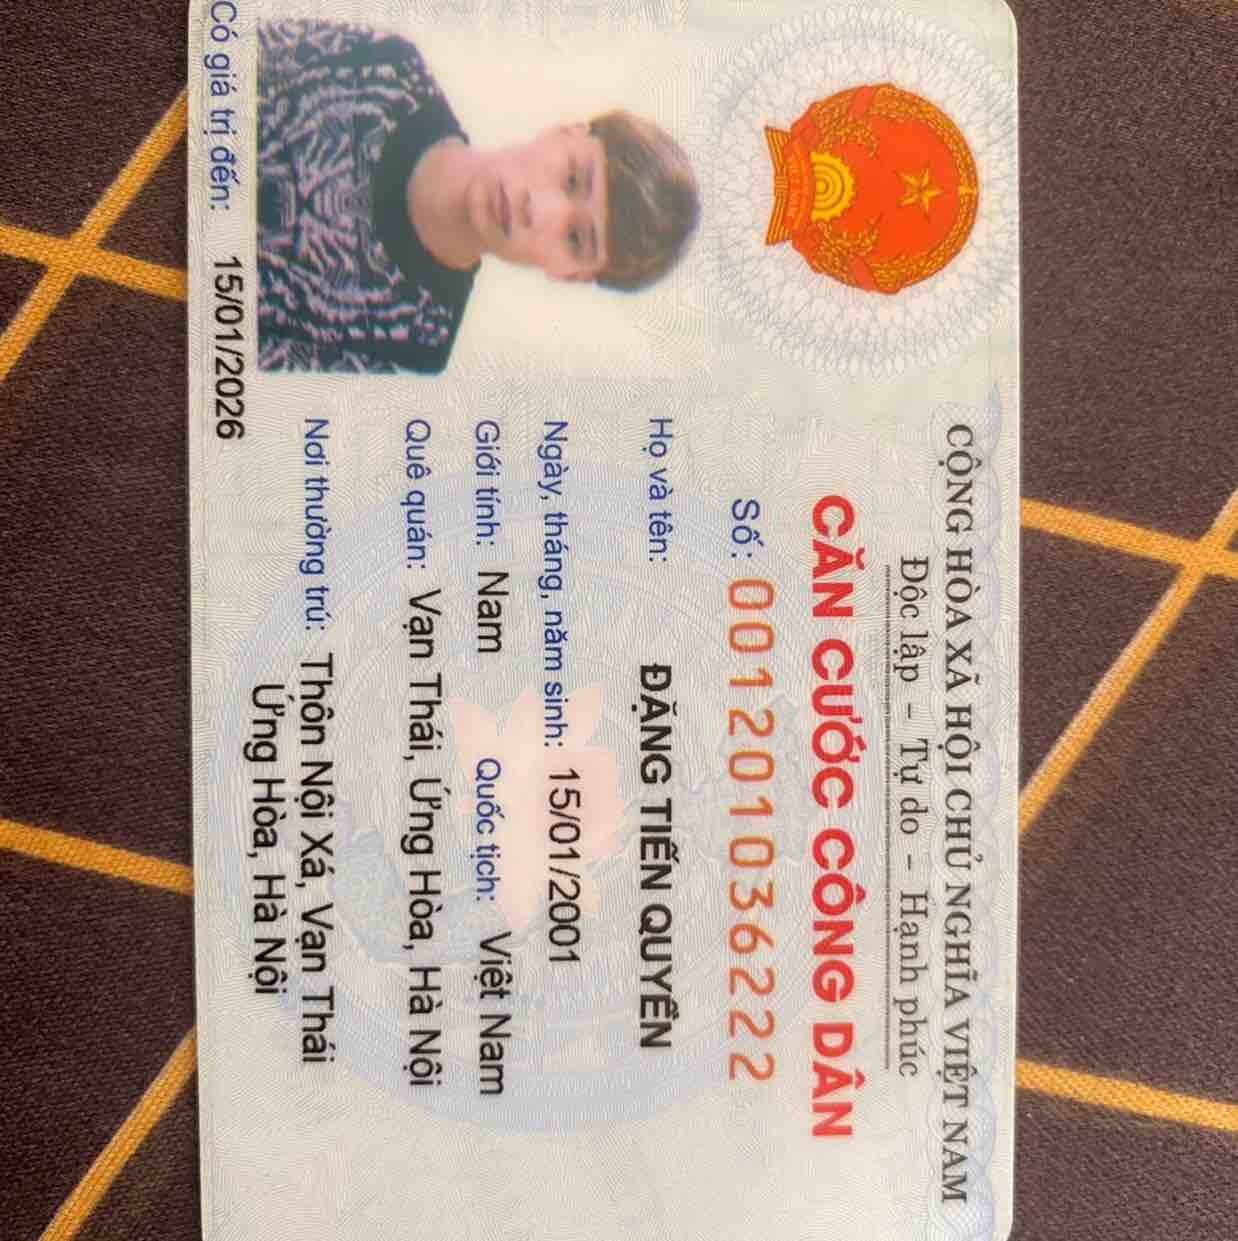 CỘNG HÒA XÃ HỘI CHỦ NGHĨA VIỆT NAM
Độc lập – Tự do – Hạnh phúc
CĂN CƯỚC CÔNG DÂN
Số: 001201036222
Họ và tên:
ĐẶNG TIẾN QUYỀN
Ngày, tháng, năm sinh: 15/01/2001
Giới tính: Nam Quốc tịch: Việt Nam
Quê quán: Vạn Thái, Ứng Hòa, Hà Nội
Nơi thường trú: Thôn Nội Xá, Vạn Thái
Ứng Hòa, Hà Nội
Có giá trị đến: 15/01/2026